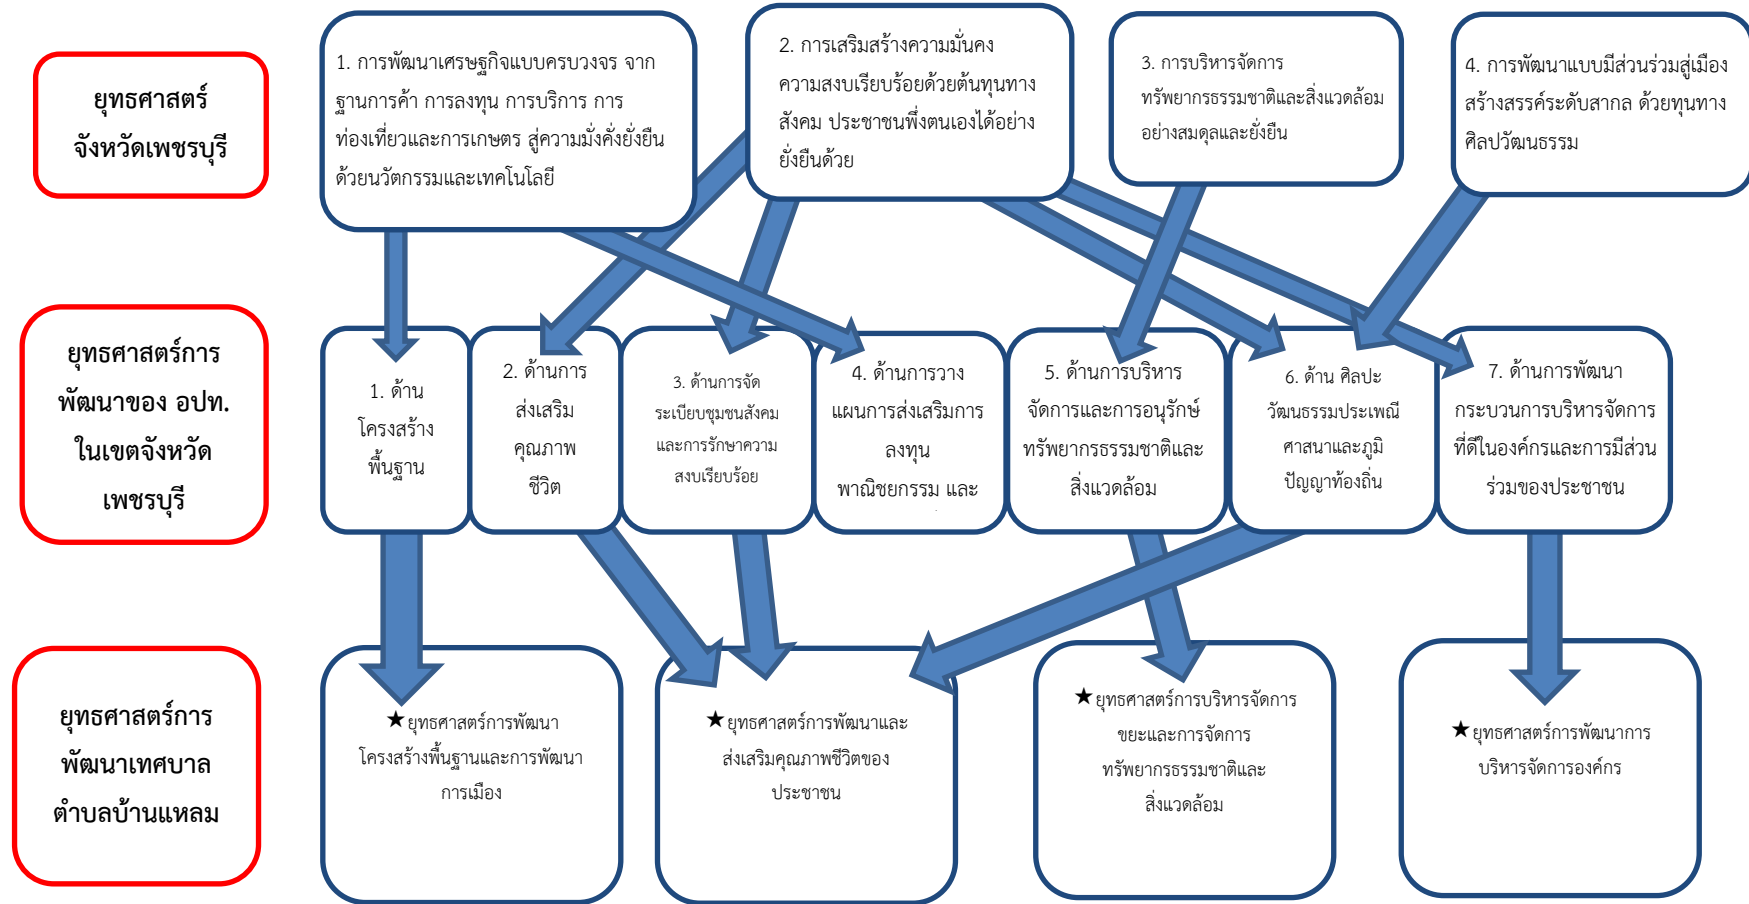 ยุทธศาสตร์
จังหวัดเพชรบุรี
1. การพัฒนาเศรษฐกิจแบบครบวงจร จาก
ฐานการค้า การลงทุน การบริการ การ
ท่องเที่ยวและการเกษตร สู่ความมั่งคั่งยั่งยืน
ด้วยนวัตกรรมและเทคโนโลยี
2. การเสริมสร้างความมั่นคง
ความสงบเรียบร้อยด้วยต้นทุนทาง
สังคม ประชาชนพึ่งตนเองได้อย่าง
ยั่งยืนด้วย
3. การบริหารจัดการ
ทรัพยากรธรรมชาติและสิ่งแวดล้อม
อย่างสมดุลและยั่งยืน
4. การพัฒนาแบบมีส่วนร่วมสู่เมือง
สร้างสรรค์ระดับสากล ด้วยทุนทาง
ศิลปวัฒนธรรม
ยุทธศาสตร์การ
พัฒนาของ อปท.
ในเขตจังหวัด
เพชรบุรี
1. ด้าน
โครงสร้าง
พื้นฐาน
2. ด้านการ
ส่งเสริม
คุณภาพ
ชีวิต
3. ด้านการจัด
ระเบียบชุมชนสังคม
และการรักษาความ
สงบเรียบร้อย
4. ด้านการวาง
แผนการส่งเสริมการ
ลงทุน
พาณิชยกรรม และ
5. ด้านการบริหาร
จัดการและการอนุรักษ์
ทรัพยากรธรรมชาติและ
สิ่งแวดล้อม
6. ด้าน ศิลปะ
วัฒนธรรมประเพณี
ศาสนาและภูมิ
ปัญญาท้องถิ่น
7. ด้านการพัฒนา
กระบวนการบริหารจัดการ
ที่ดีในองค์กรและการมีส่วน
ร่วมของประชาชน
ยุทธศาสตร์การ
พัฒนาเทศบาล
ตำบลบ้านแหลม
★ยุทธศาสตร์การพัฒนา
โครงสร้างพื้นฐานและการพัฒนา
การเมือง
★ยุทธศาสตร์การพัฒนาและ
ส่งเสริมคุณภาพชีวิตของ
ประชาชน
★ยุทธศาสตร์การบริหารจัดการ
ขยะและการจัดการ
ทรัพยากรธรรมชาติและ
สิ่งแวดล้อม
★ยุทธศาสตร์การพัฒนาการ
บริหารจัดการองค์กร